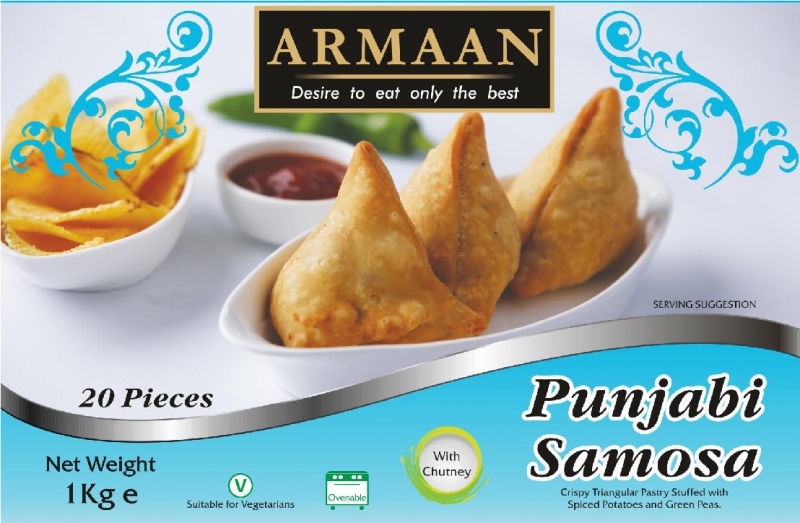 ARMAAN
Desire to eat only the best
SERVING SUGGESTION
20 Pieces
Punjabi
Samosa
Net Weight
1Kg e
V
Suitable for Vegetarians
Ovenable
With
Chutney
Crispy Triangular Pastry Stuffed with
Spiced Potatoes and Green Peas.